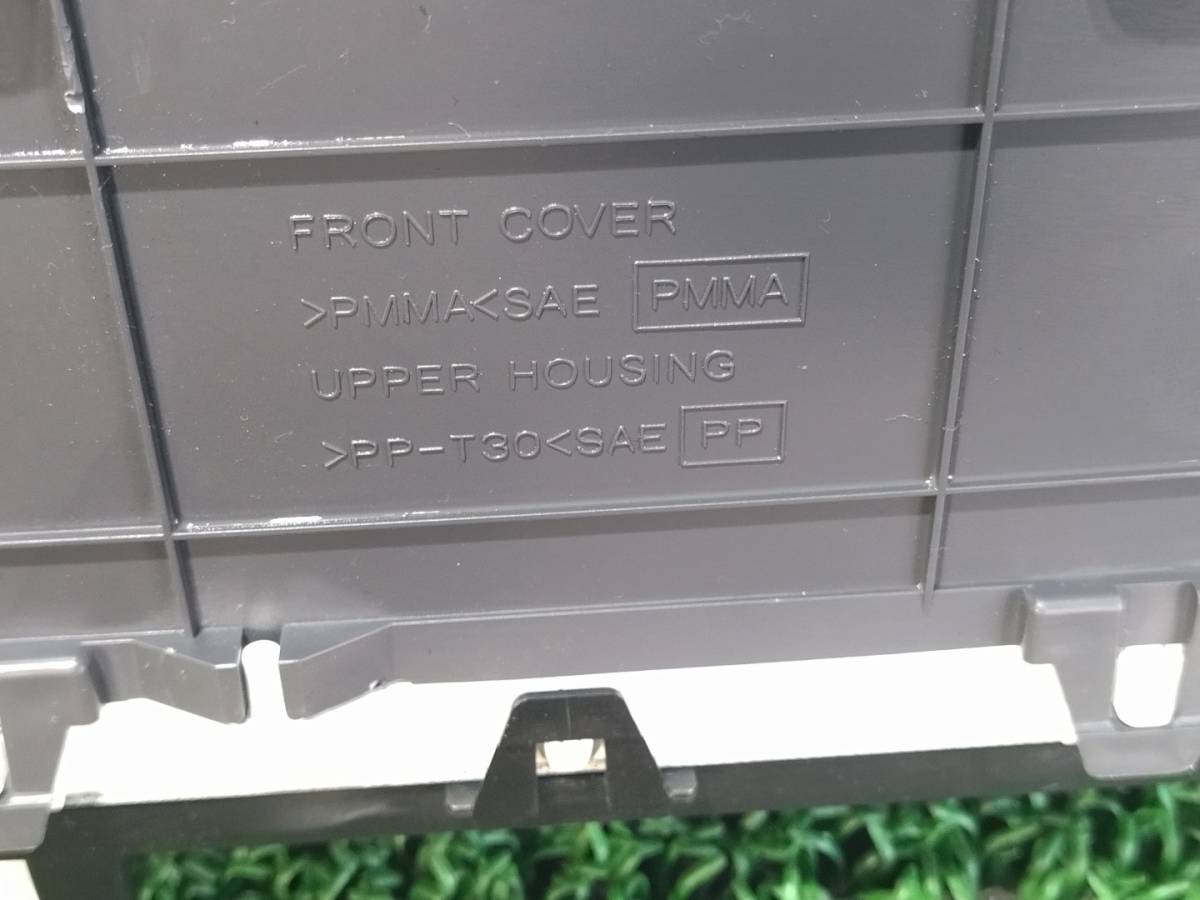 FRONT COVER
>PMMA<SAE PMMA
UPPER HOUSING
>PP-T30<SAE PP